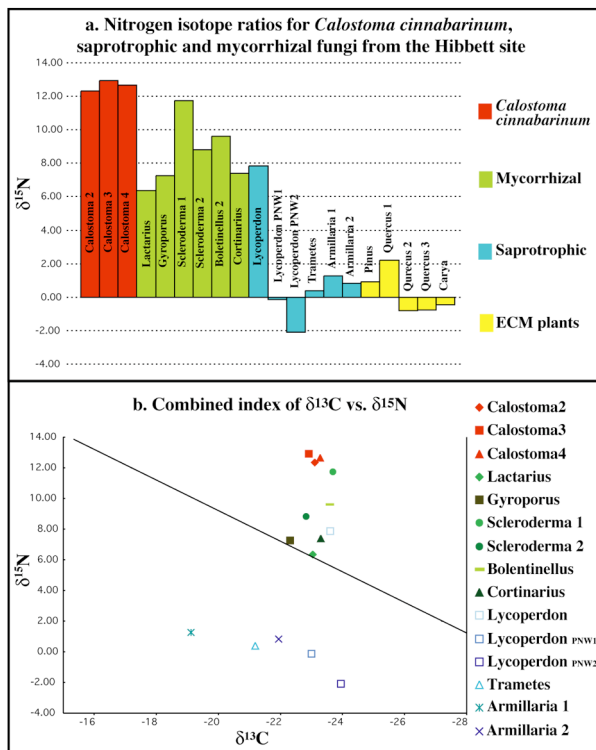 a. Nitrogen isotope ratios for Calostoma cinnabarinum,
saprotrophic and mycorrhizal fungi from the Hibbett site
14.00
12.00
10.00
8.00
6.00
4.00
2.00
0.00
-2.00
-4.00
δ15N
Calostoma 2
Calostoma 3
Calostoma 4
Lactarius
Gyroporus
Scleroderma 1
Scleroderma 2
Boletinellus 2
Cortinarius
Lycoperdon
Lycoperdon PNW1
Lycoperdon PNW2
Trametes
Armillaria 1
Armillaria 2
Pinus
Quercus 1
Qurecus 2
Quercus 3
Carya
Calostoma
cinnabarinum
Mycorrhizal
Saprotrophic
ECM plants
b. Combined index of δ13C vs. δ15N
14.00
12.00
10.00
8.00
6.00
4.00
2.00
0.00
-2.00
-4.00
δ15N
-16
-18
-20
-22
-24
-26
-28
δ13C
Calostoma2
Calostoma3
Calostoma4
Lactarius
Gyroporus
Scleroderma 1
Scleroderma 2
Bolentinellus
Cortinarius
Lycoperdon
Lycoperdon PNW1
Lycoperdon PNW2
Trametes
Armillaria 1
Armillaria 2